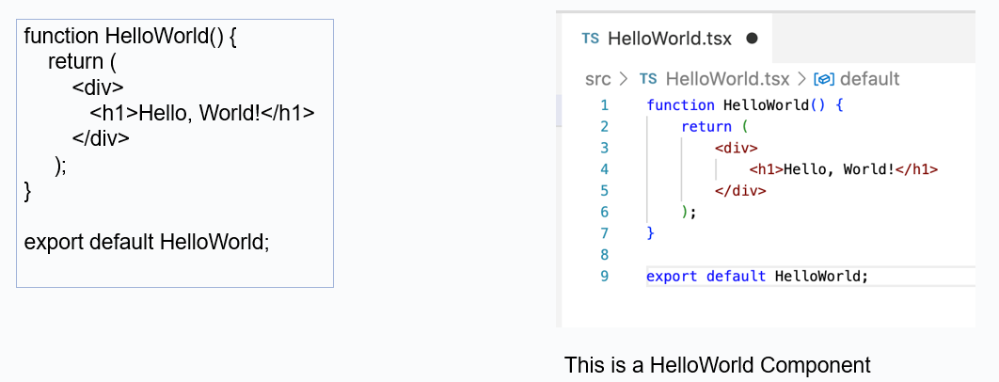 function HelloWorld() {
return (
<div>
<h1>Hello, World!</h1>
</div>
);
}
export default HelloWorld;
TS HelloWorld.tsx ●
src > TS HelloWorld.tsx > default
1 function HelloWorld() {
2 return (
3 <div>
4 <h1>Hello, World!</h1>
5 </div>
6 );
7 }
8
9 export default HelloWorld;
This is a HelloWorld Component